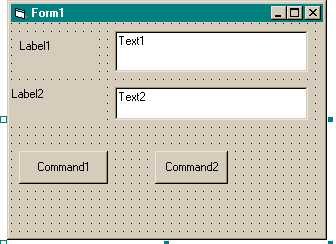 Form1
Label1
Text1
Label2
Text2
Command1
Command2